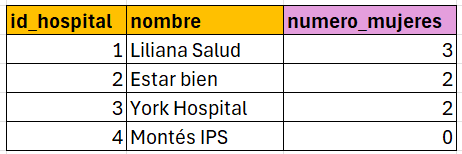 id_hospital nombre numero_mujeres
1 Liliana Salud 3
2 Estar bien 2
3 York Hospital 2
4 Montés IPS 0